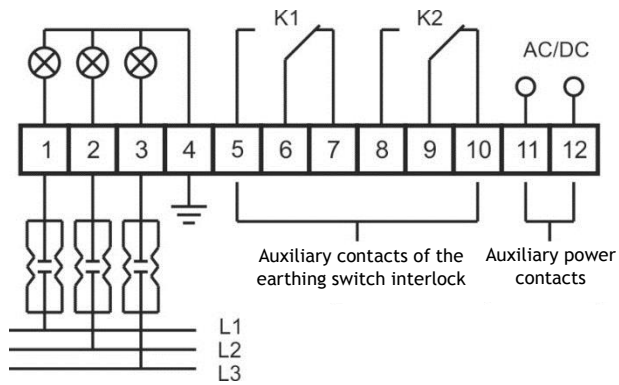 K1
K2
AC/DC
1 2 3 4 5 6 7 8 9 10 11 12
Auxiliary contacts of the
earthing switch interlock
Auxiliary power
contacts
L1
L2
L3